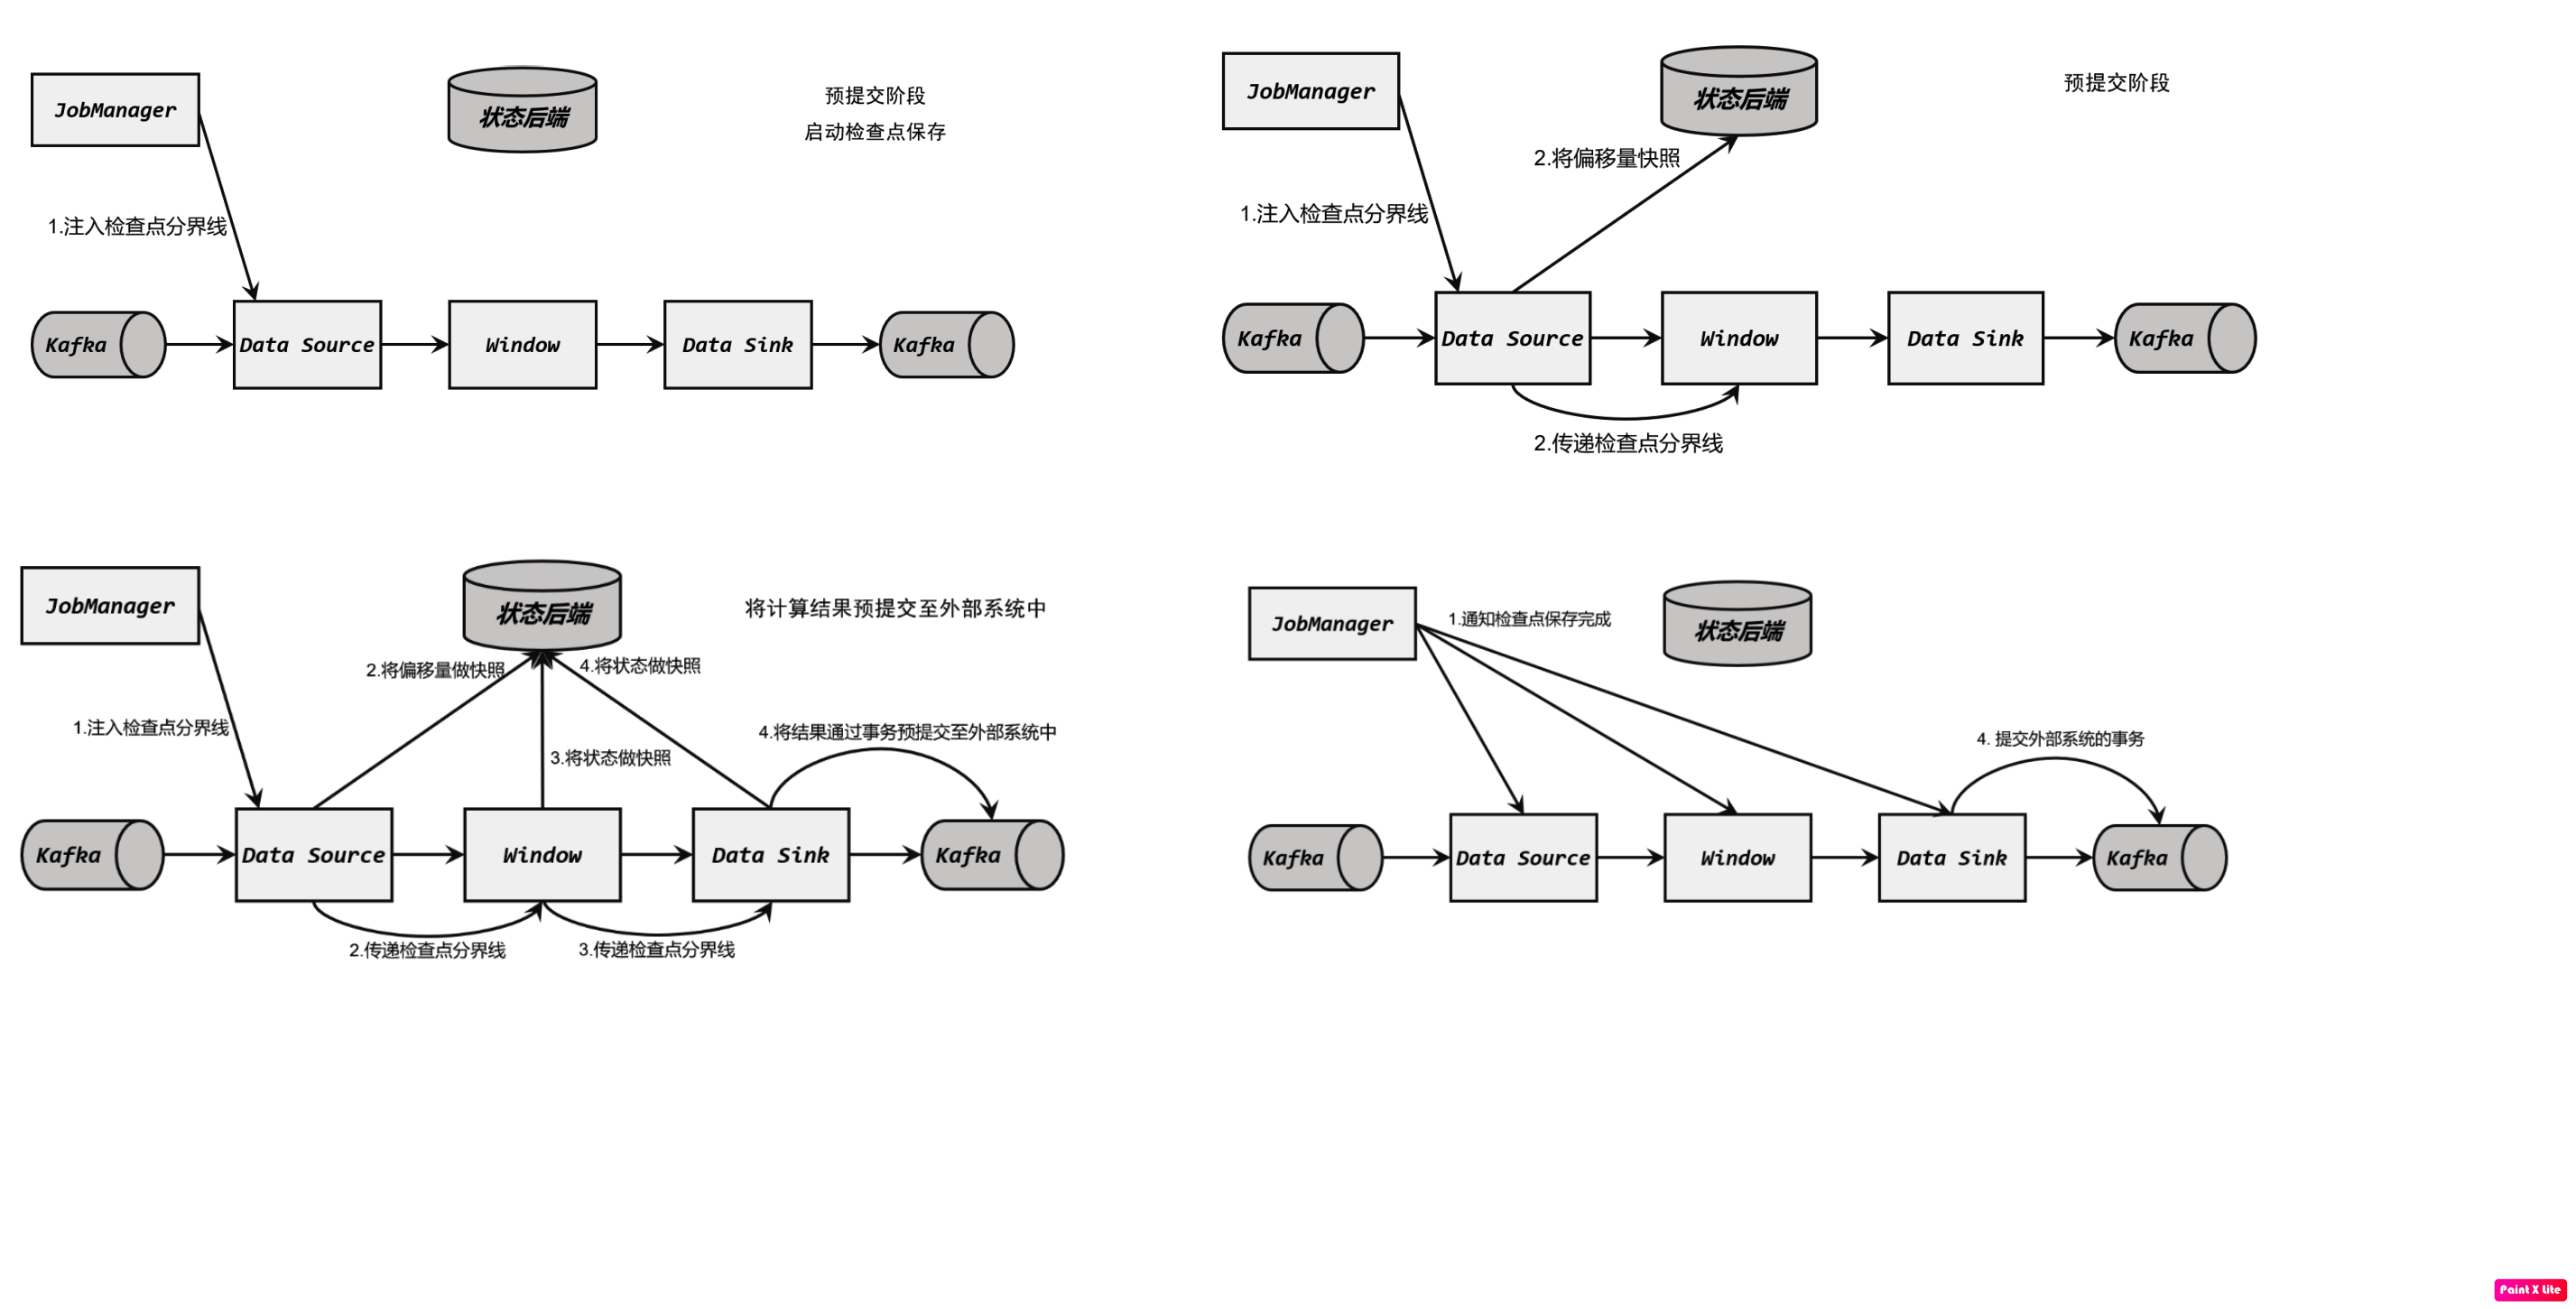 JobManager
状态后端
预提交阶段
启动检查点保存
1.注入检查点分界线
Kafka
Data Source
Window
Data Sink
Kafka
JobManager
状态后端
预提交阶段
2.将偏移量快照
1.注入检查点分界线
Kafka
Data Source
Window
Data Sink
Kafka
2.传递检查点分界线
JobManager
状态后端
将计算结果预提交至外部系统中
2.将偏移量做快照
4.将状态做快照
1.注入检查点分界线
3.将状态做快照
4.将结果通过事务预提交至外部系统中
Kafka
Data Source
Window
Data Sink
Kafka
2.传递检查点分界线
3.传递检查点分界线
JobManager
1.通知检查点保存完成
状态后端
4. 提交外部系统的事务
Kafka
Data Source
Window
Data Sink
Kafka
Paint X Lite